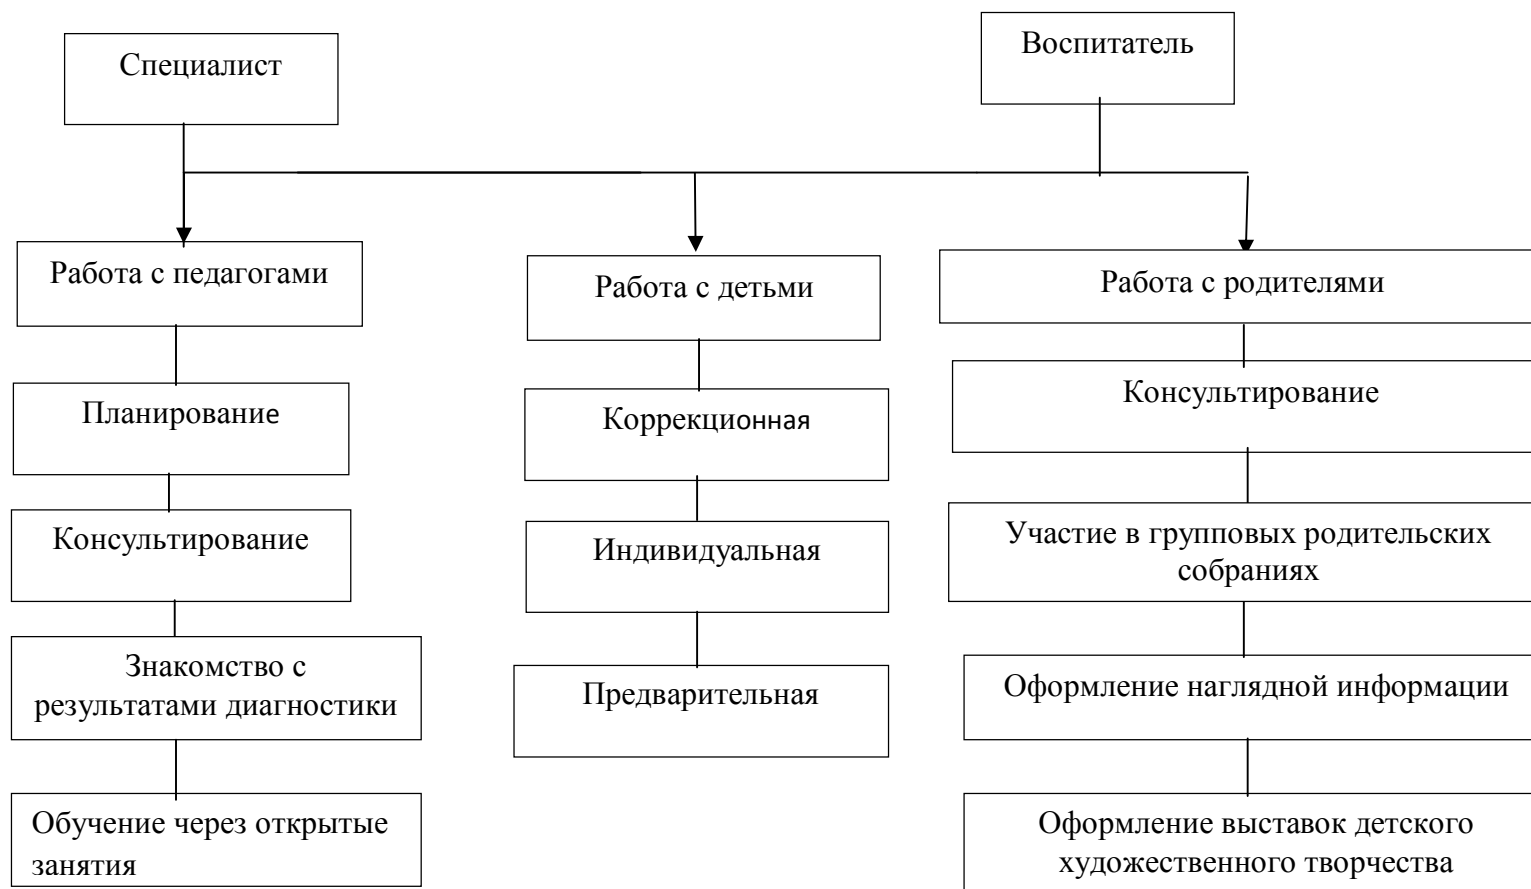 Специалист
Воспитатель
Работа с педагогами
Работа с детьми
Работа с родителями
Планирование
Коррекционная
Консультирование
Консультирование
Индивидуальная
Участие в групповых родительских
собраниях
Знакомство с
результатами диагностики
Предварительная
Оформление наглядной информации
Обучение через открытые
занятия
Оформление выставок детского
художественного творчества